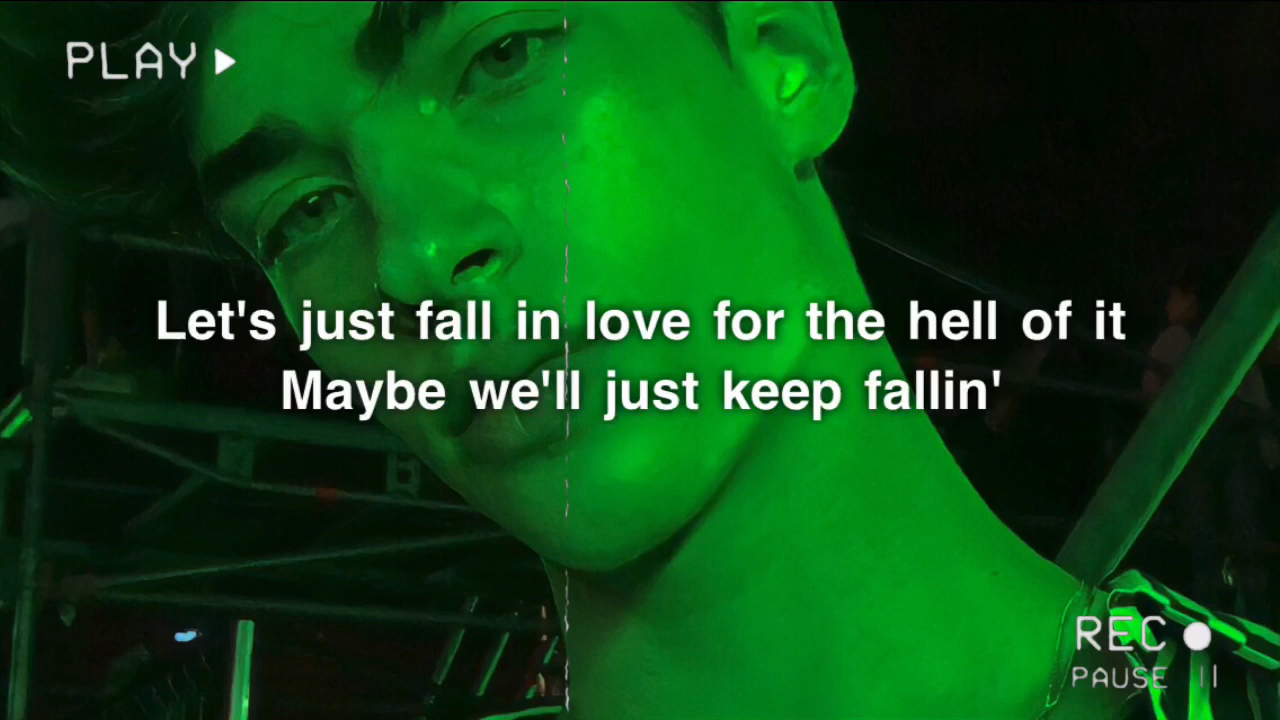 PLAY
Let's just fall in love for the hell of it
Maybe we'll just keep fallin'
REC
PAUSE